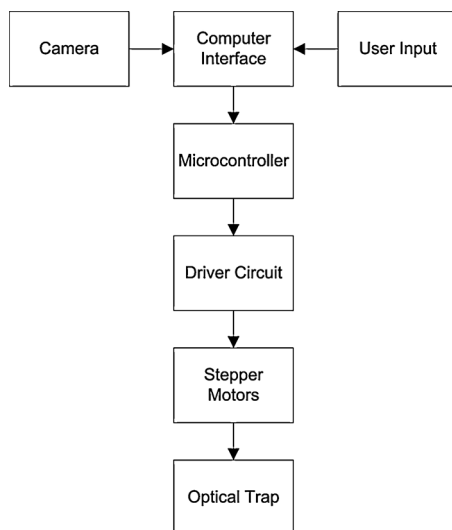 Camera
Computer
Interface
User Input
Microcontroller
Driver Circuit
Stepper
Motors
Optical Trap